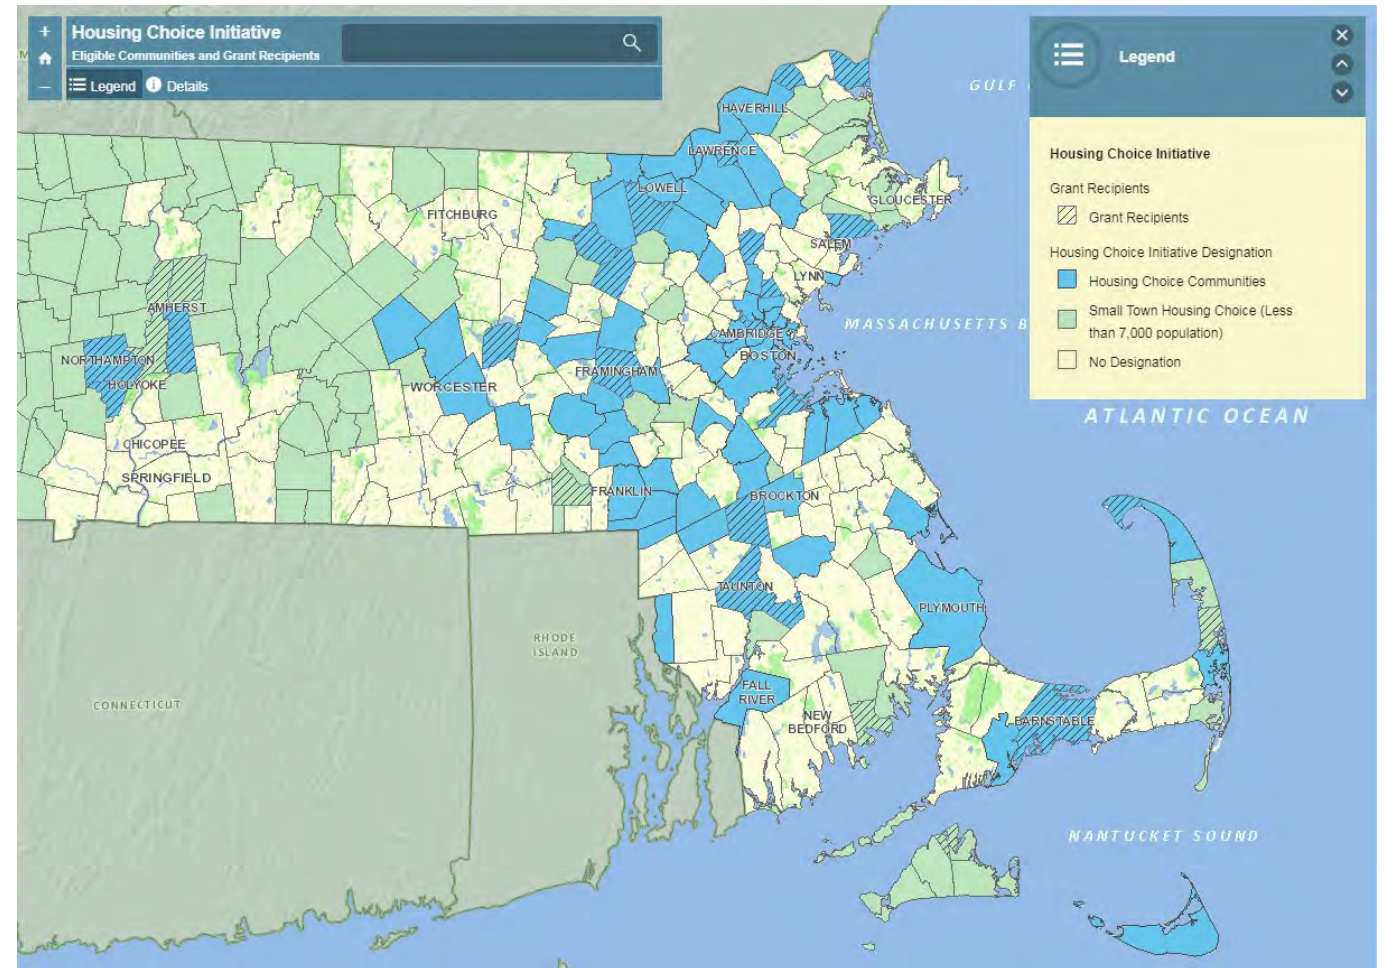 Housing Choice Initiative
Eligible Communities and Grant Recipients
Legend
Details
Legend
Housing Choice Initiative
Grant Recipients
Grant Recipients
Housing Choice Initiative Designation
Housing Choice Communities
Small Town Housing Choice (Less
than 7,000 population)
No Designation
GULF
HAVERHILL
LAWRENCE
LOWELL
GLOUCESTER
FITCHBURG
SALEM
LYNN
AMHERST
MASSACHUSETTS B
CAMBRIDGE
BOSTON
NORTHAMPTON
FRAMINGHAM
HOLYOKE
WORCESTER
ATLANTIC OCEAN
CHICOPEE
SPRINGFIELD
FRANKLIN
BROCKTON
TAUNTON
PLYMOUTH
RHODE
ISLAND
FALL
RIVER
CONNECTICUT
NEW
BEDFORD
BARNSTABLE
NANTUCKET SOUND